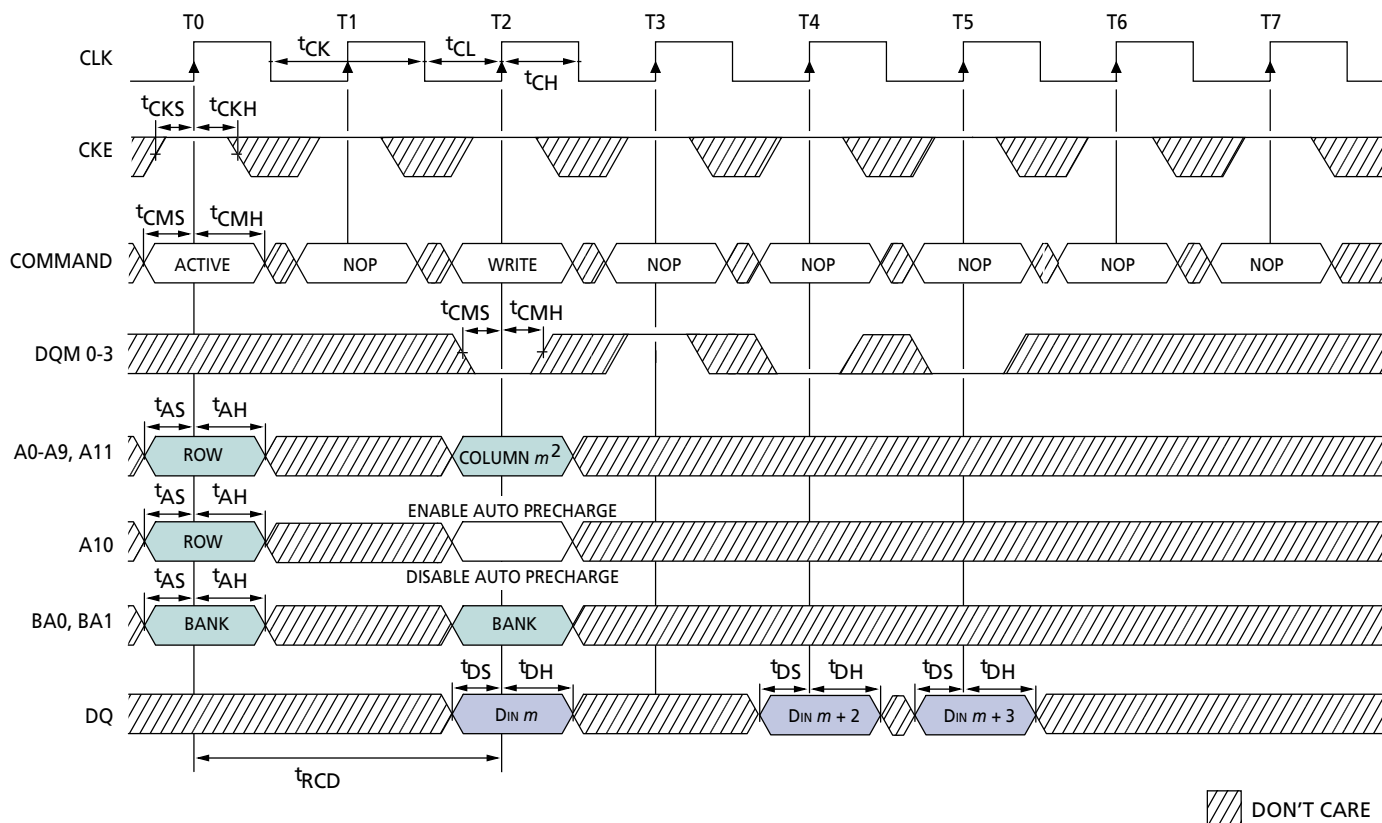 T0 T1 T2 T3 T4 T5 T6 T7
CLK tCK tCL
tCH
tCKS tCKH
CKE
tCMS tCMH
COMMAND ACTIVE NOP WRITE NOP NOP NOP NOP NOP
tCMS tCMH
DQM 0-3
tAS tAH
A0-A9, A11 ROW COLUMN m2
tAS tAH ENABLE AUTO PRECHARGE
A10 ROW
tAS tAH DISABLE AUTO PRECHARGE
BA0, BA1 BANK BANK
tDS tDH tDS tDH tDS tDH
DQ DIN m DIN m + 2 DIN m + 3
tRCD
DON'T CARE